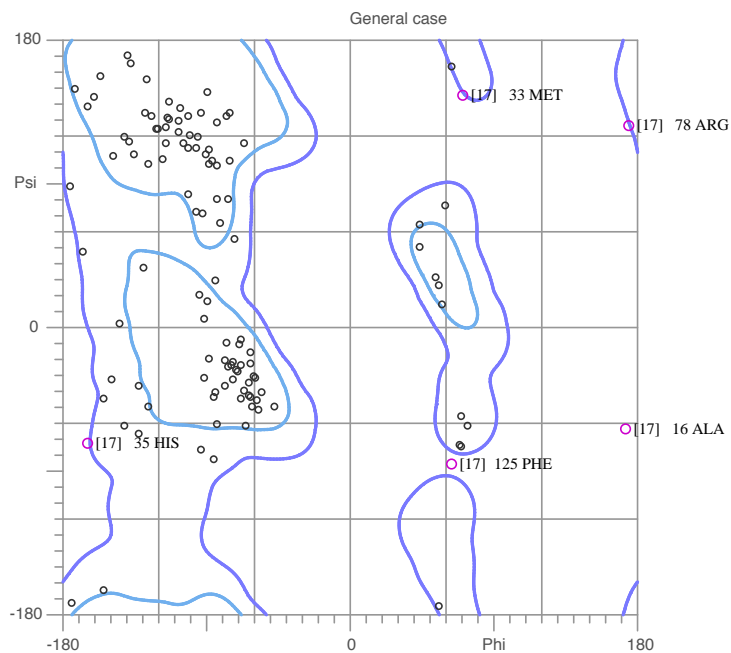 General case
180
[17] 33 MET
[17] 78 ARG
Psi
0
[17] 16 ALA
[17] 35 HIS
[17] 125 PHE
-180
-180 0 Phi 180